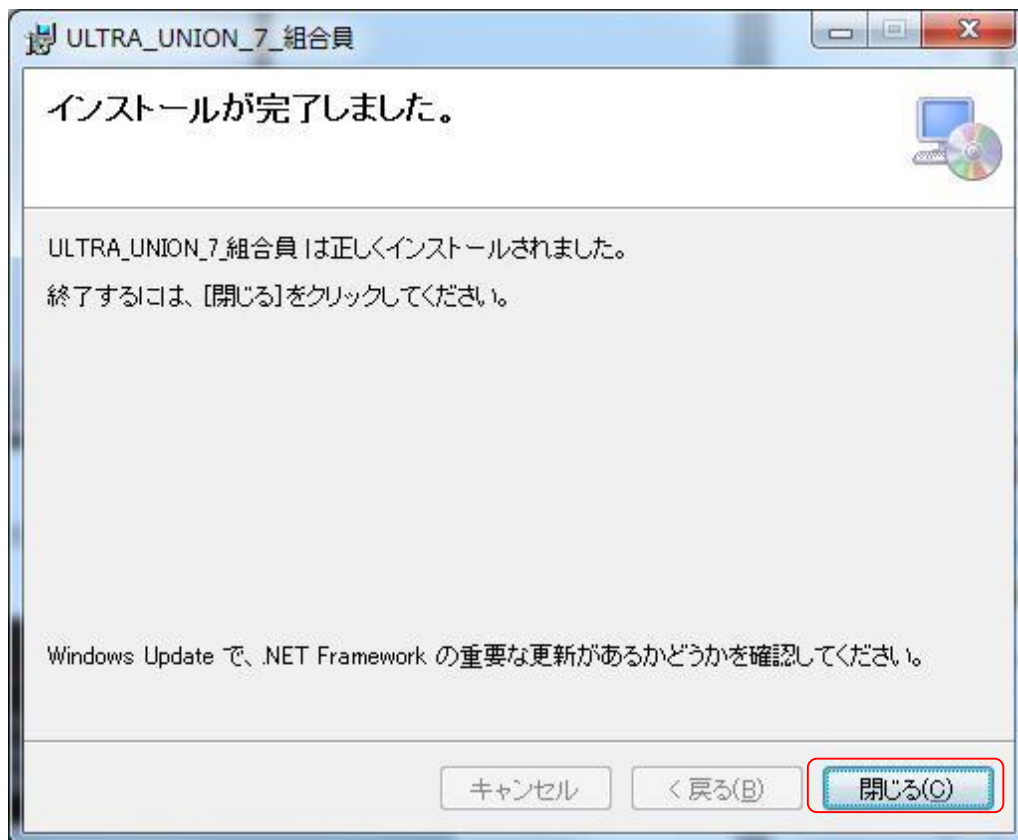 ULTRA_UNION_7_組合員
インストールが完了しました。
ULTRA_UNION_7_組合員 は正しくインストールされました。
終了するには、[閉じる]をクリックしてください。
Windows Update で、.NET Framework の重要な更新があるかどうかを確認してください。
キャンセル
< 戻る(B)
閉じる(C)